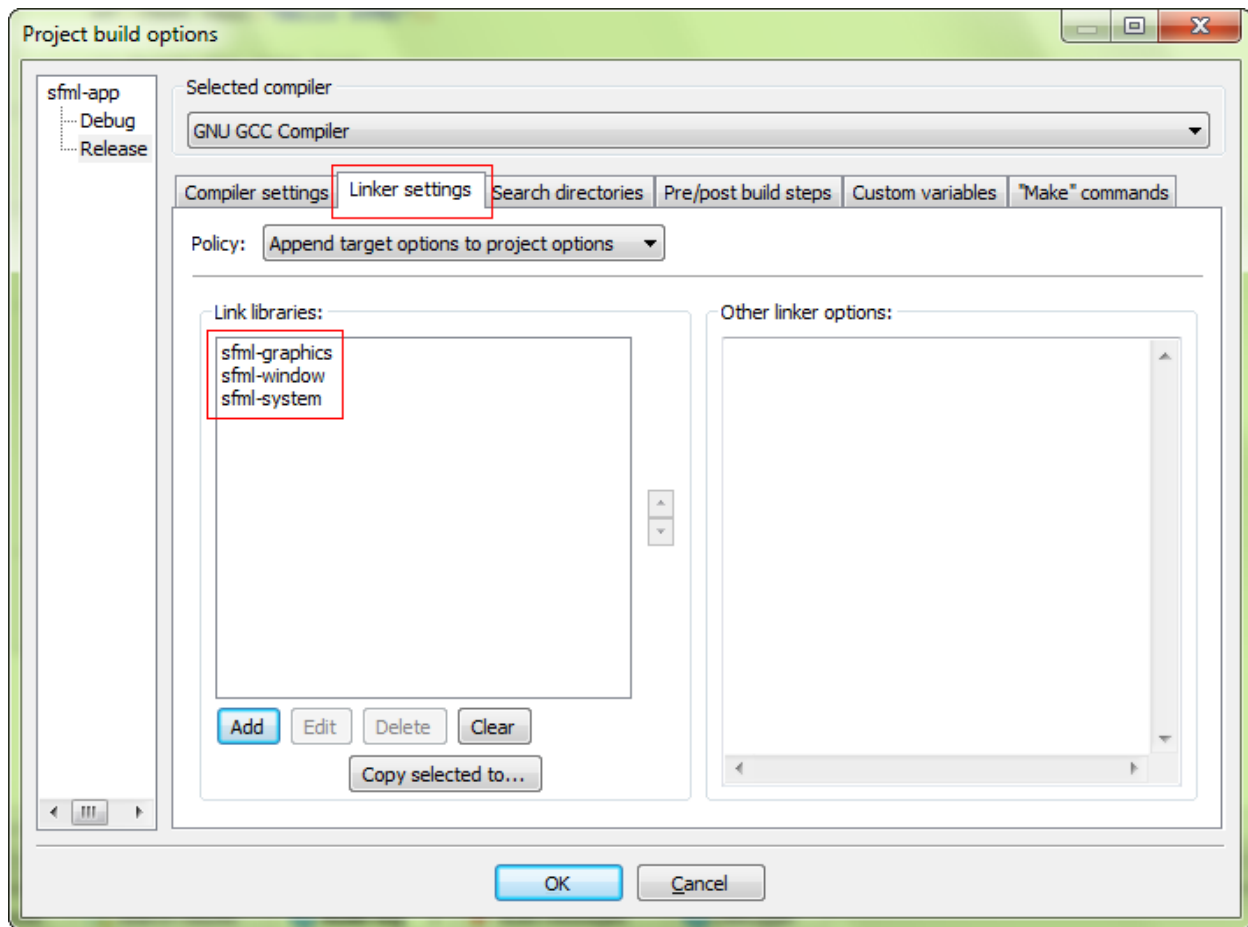 Project build options
sfml-app
Debug
Release
Selected compiler
GNU GCC Compiler
Compiler settings Linker settings Search directories Pre/post build steps Custom variables "Make" commands
Policy: Append target options to project options
Link libraries:
sfml-graphics
sfml-window
sfml-system
Add Edit Delete Clear
Copy selected to...
Other linker options:
OK Cancel